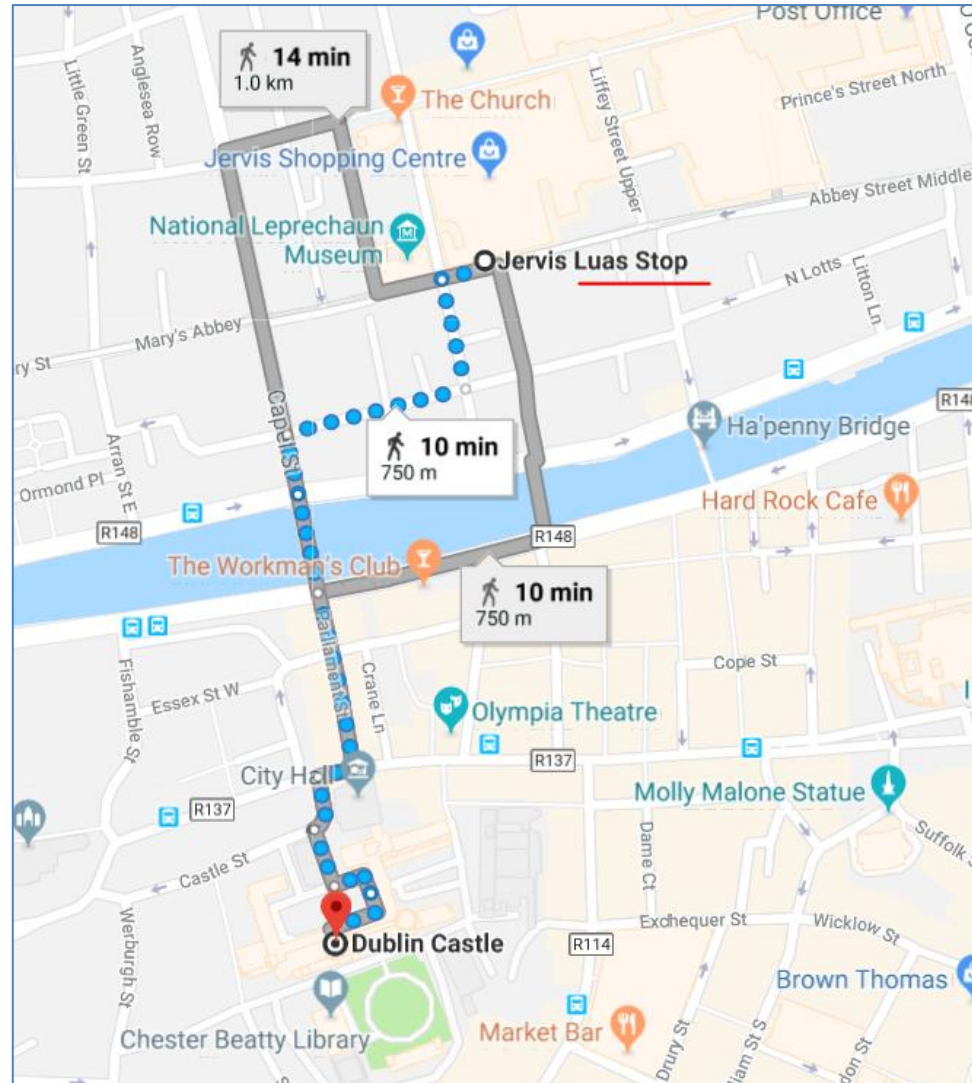 Post Office
14 min
1.0 km
Little Green St
Anglesea Row
Liffey Street Upper
Prince's Street North
The Church
Jervis Shopping Centre
Abbey Street Middle
National Leprechaun
Museum
Jervis Luas Stop
N Lotts
Litton Ln
Mary's Abbey
ry St
Capel St
R148
10 min
750 m
Ha'penny Bridge
Ormond Pl
Arran St E
R148
Hard Rock Cafe
R148
The Workman's Club
10 min
750 m
Parliament St
Crane Ln
Cope St
Fishamble St
Essex St W
Olympia Theatre
City Hall
R137
R137
Molly Malone Statue
Suffolk S
Dame Ct
Castle St
Werburgh St
Exchequer St
Wicklow St
Dublin Castle
R114
Brown Thomas
Chester Beatty Library
Market Bar
Drury St
liam St S
don St